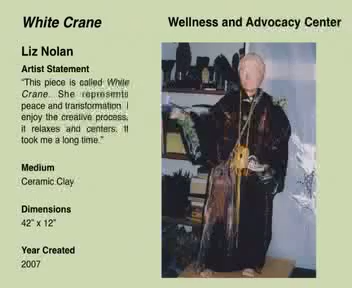 White Crane
Wellness and Advocacy Center
Liz Nolan
Artist Statement
“This piece is called White
Crane. She represents
peace and transformation. I
enjoy the creative process,
it relaxes and centers. It
took me a long time.”
Medium
Ceramic Clay
Dimensions
42” x 12”
Year Created
2007